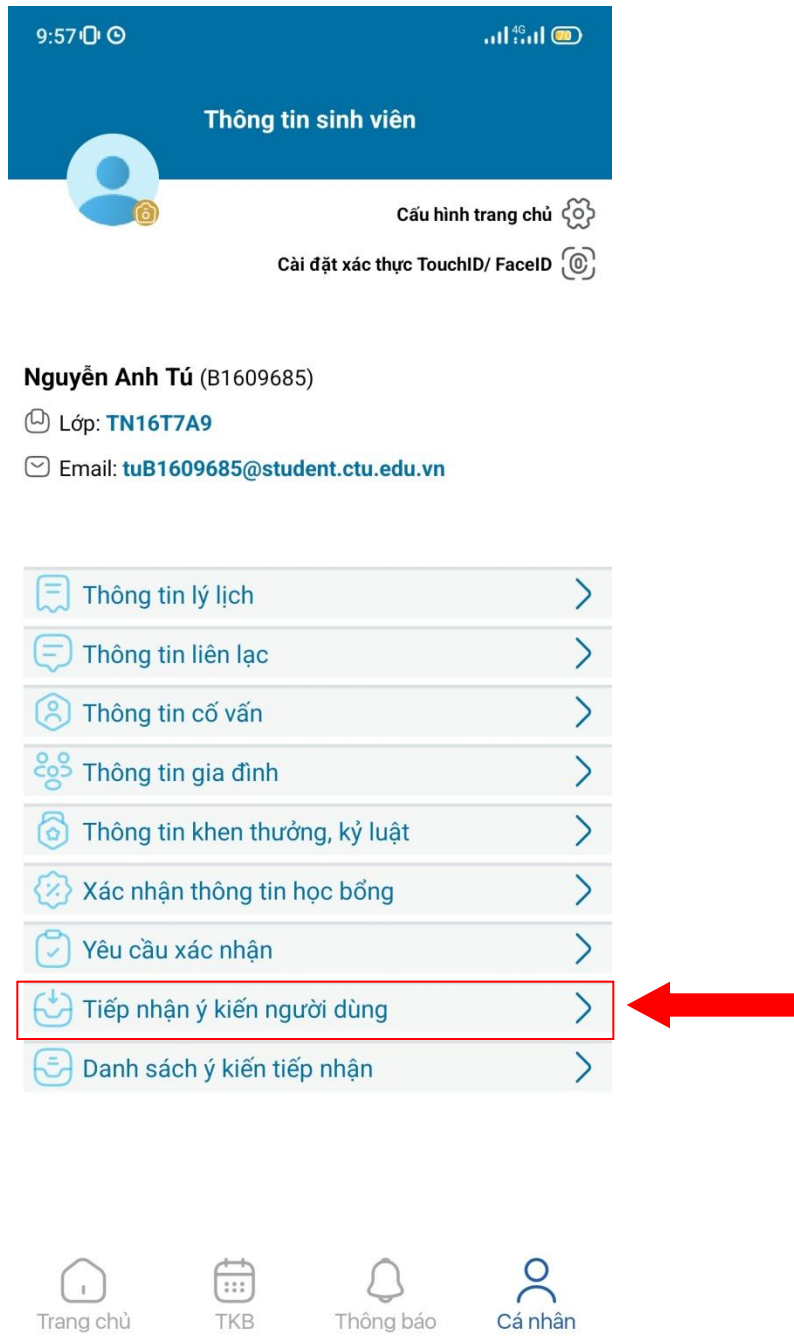 9:57
4G
70
Thông tin sinh viên
Cấu hình trang chủ
Cài đặt xác thực TouchID/ FaceID
Nguyễn Anh Tú (B1609685)
Lớp: TN16T7A9
Email: tuB1609685@student.ctu.edu.vn
Thông tin lý lịch
Thông tin liên lạc
Thông tin cố vấn
Thông tin gia đình
Thông tin khen thưởng, kỷ luật
Xác nhận thông tin học bổng
Yêu cầu xác nhận
Tiếp nhận ý kiến người dùng
Danh sách ý kiến tiếp nhận
Trang chủ TKB Thông báo Cá nhân